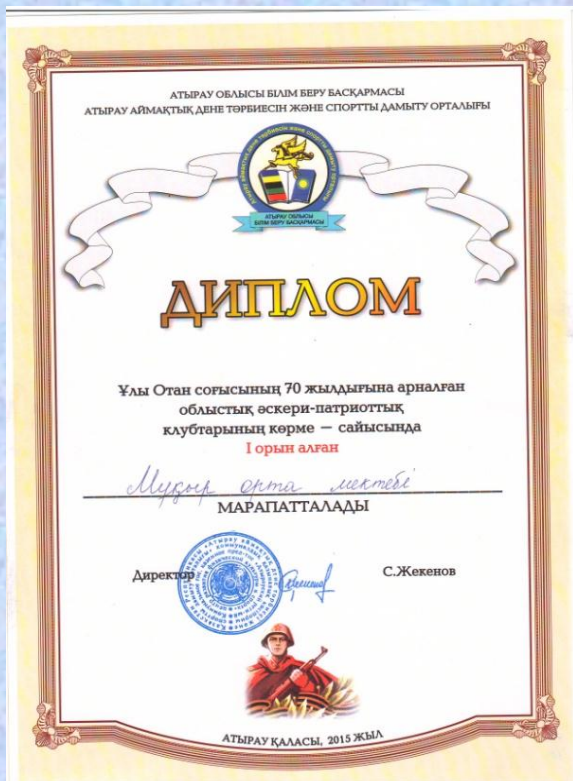 АТЫРАУ ОБЛЫСЫ БІЛІМ БЕРУ БАСҚАРМАСЫ
АТЫРАУ АЙМАҚТЫҚ ДЕНЕ ТӘРБИЕСІН ЖӘНЕ СПОРТТЫ ДАМЫТУ ОРТАЛЫҒЫ
АТЫРАУ ОБЛЫСЫ
БІЛІМ БЕРУ БАСҚАРМАСЫ
ДИПЛОМ
Ұлы Отан соғысының 70 жылдығына арналған
облыстық әскери-патриоттық
клубтарының көрме — сайысында
I орын алған
Мұқыр орта мектебі
МАРАПАТТАЛАДЫ
Директор С.Жекенов
АТЫРАУ ҚАЛАСЫ, 2015 ЖЫЛ